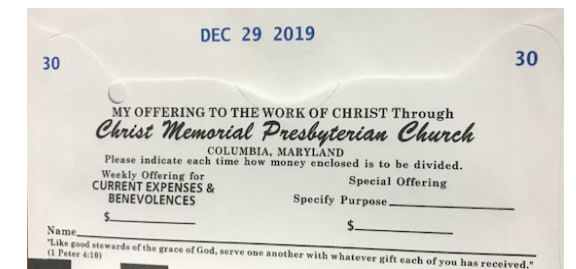 DEC 29 2019
30 30
MY OFFERING TO THE WORK OF CHRIST Through
Christ Memorial Presbyterian Church
COLUMBIA, MARYLAND
Please indicate each time how money enclosed is to be divided.
Weekly Offering for
CURRENT EXPENSES &
BENEVOLENCES
$
Special Offering
Specify Purpose
$
Name
"Like good stewards of the grace of God, serve one another with whatever gift each of you has received."
(1 Peter 4:10)